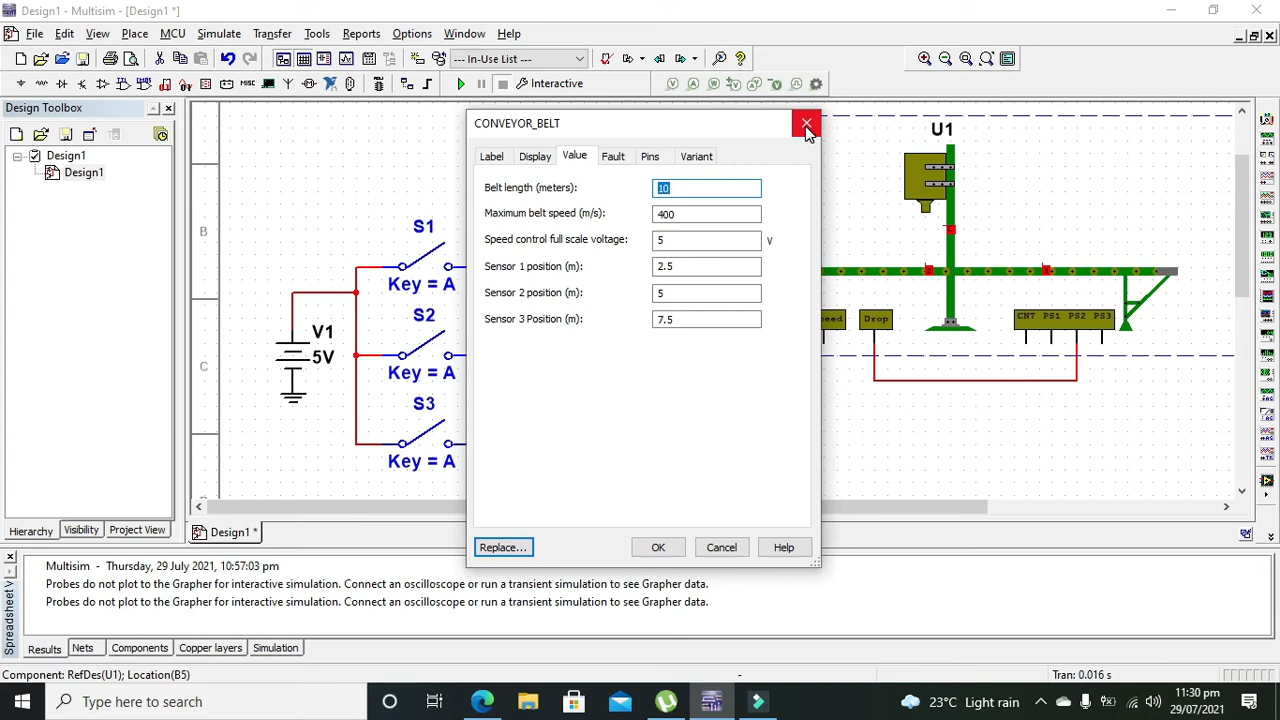 Design1 - Multisim - [Design1 *]
File Edit View Place MCU Simulate Transfer Tools Reports Options Window Help
--- In-Use List ---
Interactive
Design Toolbox
Design1
Design1
Hierarchy Visibility Project View
B
C
S1
Key = A
S2
Key = A
S3
Key = A
V1
5V
CONVEYOR_BELT
Label Display Value Fault Pins Variant
Belt length (meters): 10
Maximum belt speed (m/s): 400
Speed control full scale voltage: 5 V
Sensor 1 position (m): 2.5
Sensor 2 position (m): 5
Sensor 3 Position (m): 7.5
Replace... OK Cancel Help
U1
Drop
CNT PS1 PS2 PS3
Design1 *
Multisim - Thursday, 29 July 2021, 10:57:03 pm
Probes do not plot to the Grapher for interactive simulation. Connect an oscilloscope or run a transient simulation to see Grapher data.
Probes do not plot to the Grapher for interactive simulation. Connect an oscilloscope or run a transient simulation to see Grapher data.
Spreadsheet V
Results Nets Components Copper layers Simulation
Component: RefDes(U1); Location(B5)
-
Tran: 0.016 s
Type here to search
23°C Light rain
11:30 pm
29/07/2021